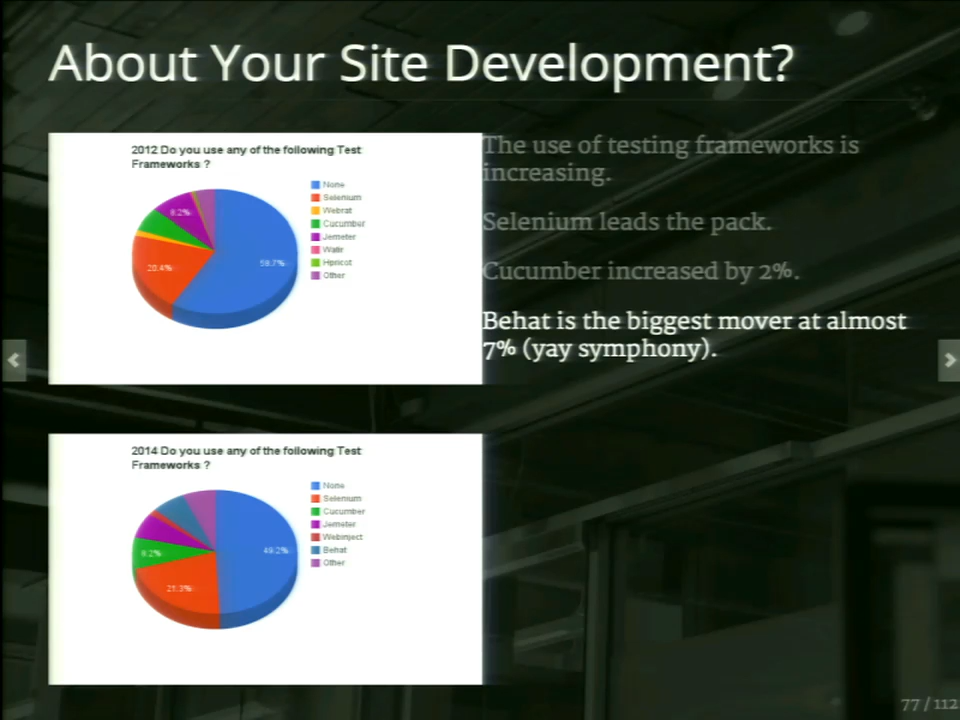 About Your Site Development?
2012 Do you use any of the following Test
Frameworks ?
None
Selenium
Webrat
Cucumber
Jemeter
Watir
Hpricot
Other
8.2%
20.4%
59.7%
The use of testing frameworks is
increasing.
Selenium leads the pack.
Cucumber increased by 2%.
Behat is the biggest mover at almost
7% (yay symphony).
2014 Do you use any of the following Test
Frameworks ?
None
Selenium
Cucumber
Jemeter
Webinject
Behat
Other
8.2%
21.3%
49.2%
77 / 112